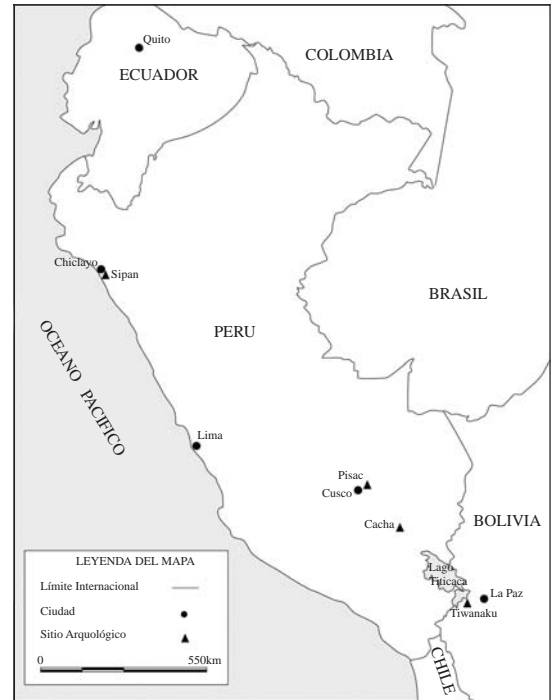 Quito
COLOMBIA
ECUADOR
Chiclayo
Sipan
BRASIL
PERU
OCEANO PACIFICO
Lima
Pisac
Cusco
Cacha
BOLIVIA
Lago
Titicaca
La Paz
Tiwanaku
CHILE
LEYENDA DEL MAPA
Límite Internacional
Ciudad
Sitio Arquológico
0 550km